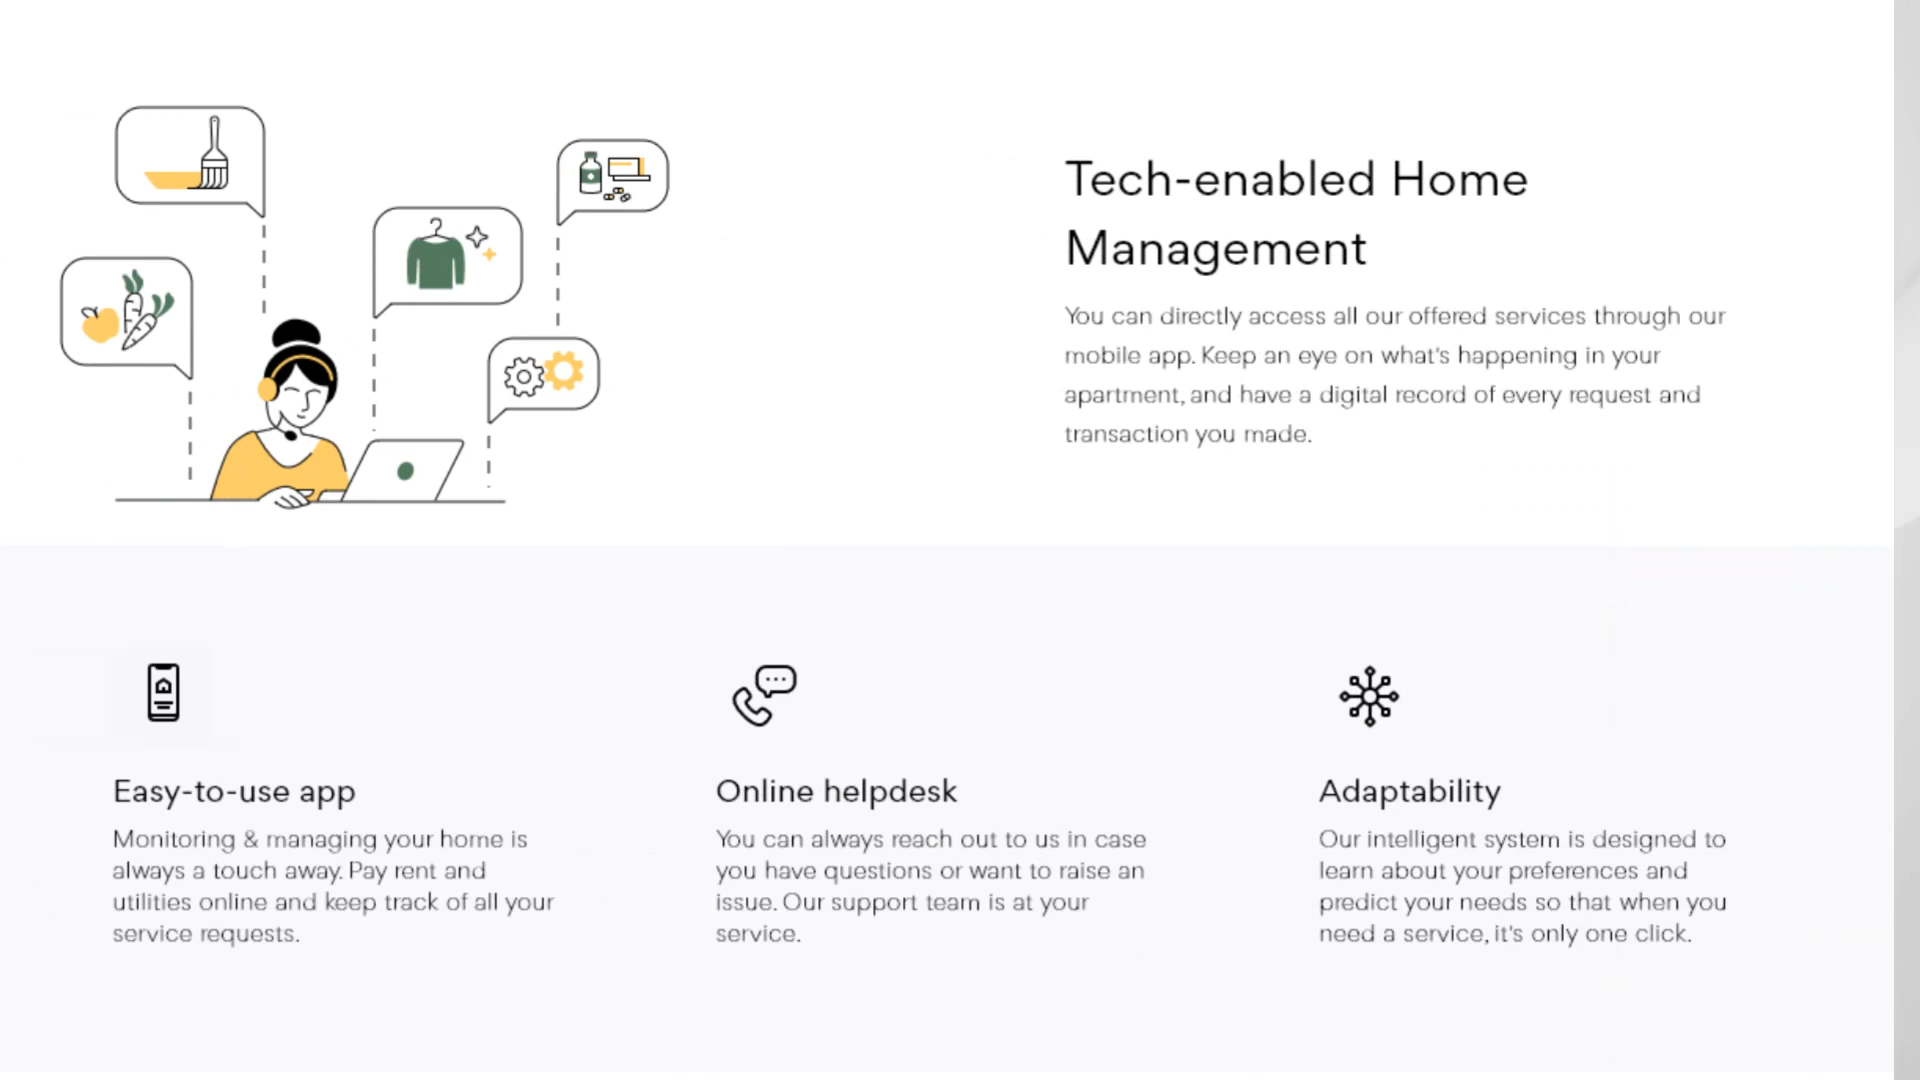 Tech-enabled Home
Management
You can directly access all our offered services through our
mobile app. Keep an eye on what's happening in your
apartment, and have a digital record of every request and
transaction you made.
Easy-to-use app
Monitoring & managing your home is
always a touch away. Pay rent and
utilities online and keep track of all your
service requests.
Online helpdesk
You can always reach out to us in case
you have questions or want to raise an
issue. Our support team is at your
service.
Adaptability
Our intelligent system is designed to
learn about your preferences and
predict your needs so that when you
need a service, it's only one click.